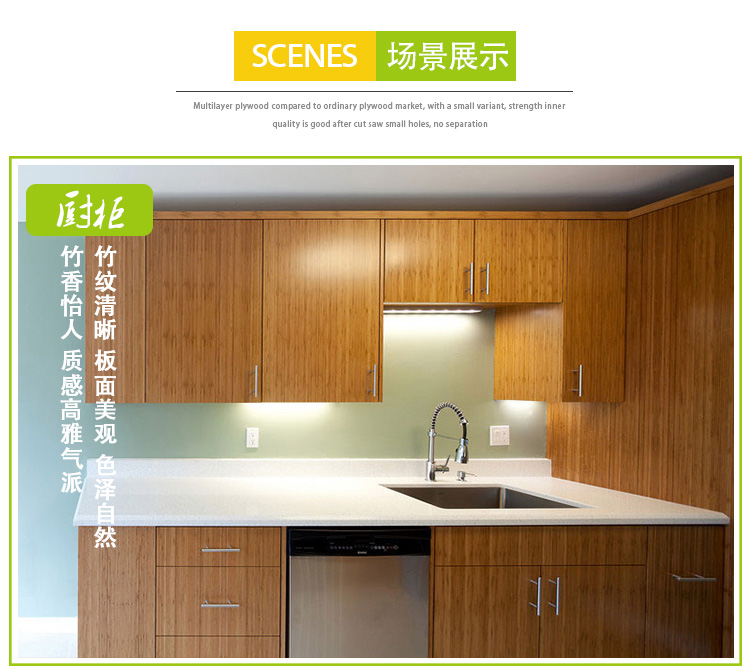 SCENES 场景展示
Multilayer plywood compared to ordinary plywood market, with a small variant, strength inner
quality is good after cut saw small holes, no separation
厨柜
竹纹清晰 板面美观 色泽自然
竹香怡人 质感高雅气派